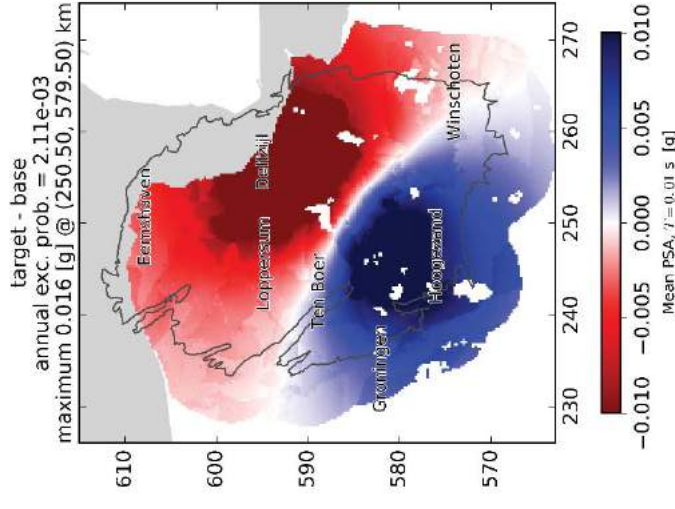 target - base
annual exc. prob. = 2.11e-03
maximum 0.016 [g] @ (250.50, 579.50) km
610
600
590
580
570
Eemshaven
Delfzijl
Loppersum
Ten Boer
Groningen
Hoogezand
Winschoten
230
240
250
260
270
−0.010
−0.005
0.000
0.005
0.010
Mean PSA, T = 0.01 s [g]